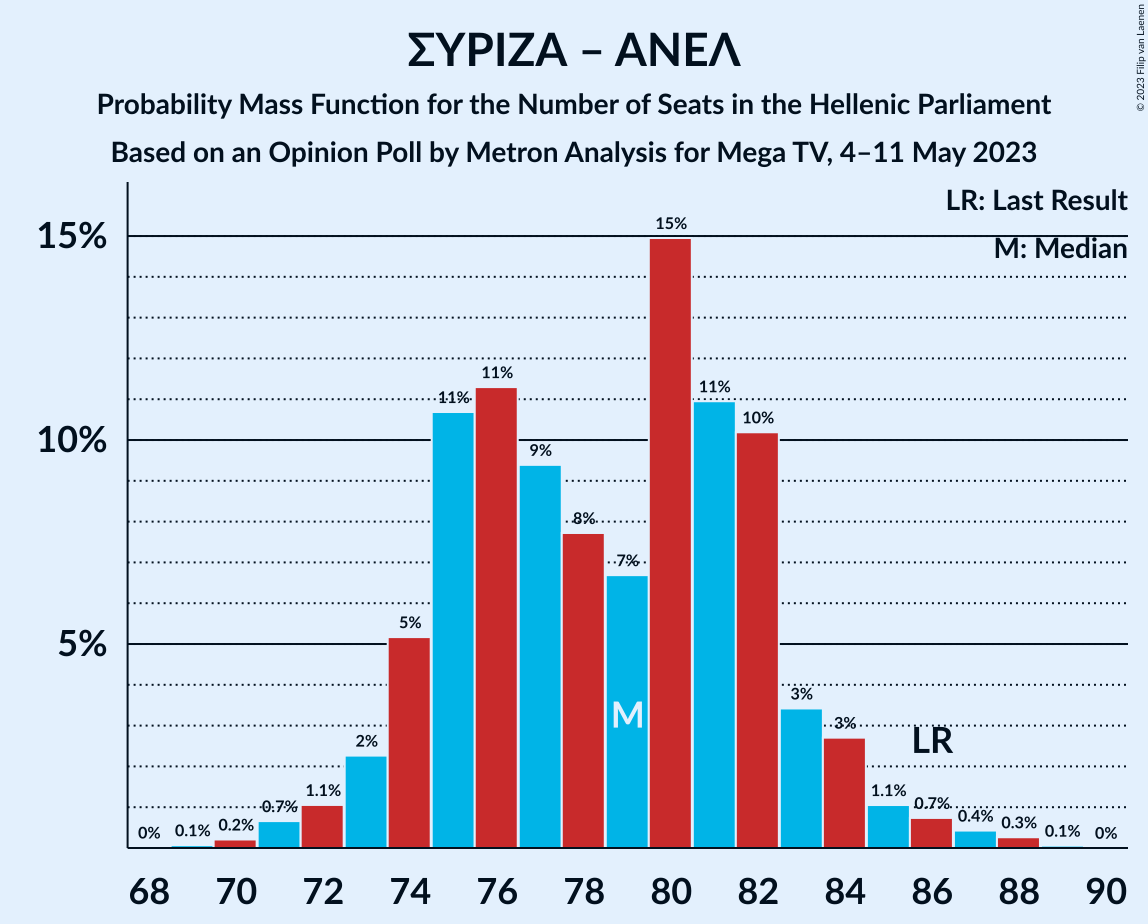 ΣΥΡΙΖΑ – ΑΝΕΛ
Probability Mass Function for the Number of Seats in the Hellenic Parliament
Based on an Opinion Poll by Metron Analysis for Mega TV, 4–11 May 2023
© 2023 Filip van Laenen
LR: Last Result
M: Median
15%
10%
5%
0%
0.1%
0.2%
0.7%
1.1%
2%
5%
11%
11%
9%
8%
7%
15%
11%
10%
3%
3%
1.1%
0.7%
0.4%
0.3%
0.1%
0%
M
LR
68 70 72 74 76 78 80 82 84 86 88 90